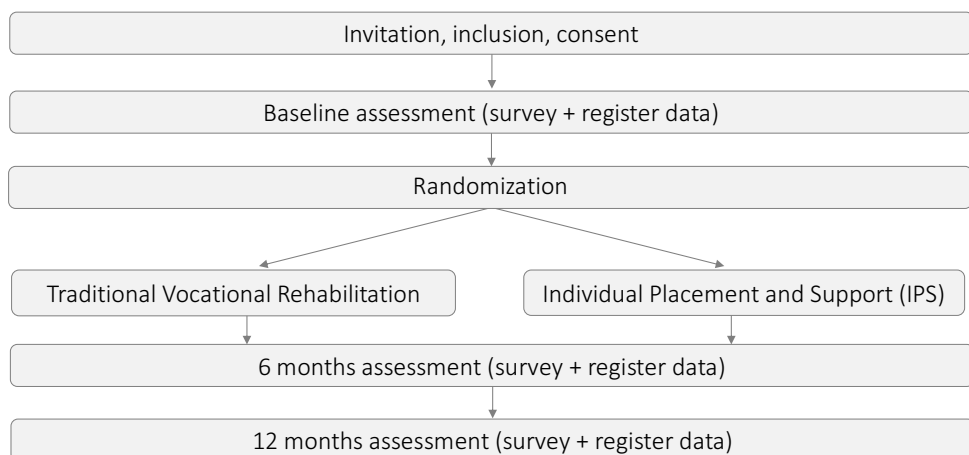 Invitation, inclusion, consent
Baseline assessment (survey + register data)
Randomization
Traditional Vocational Rehabilitation
Individual Placement and Support (IPS)
6 months assessment (survey + register data)
12 months assessment (survey + register data)